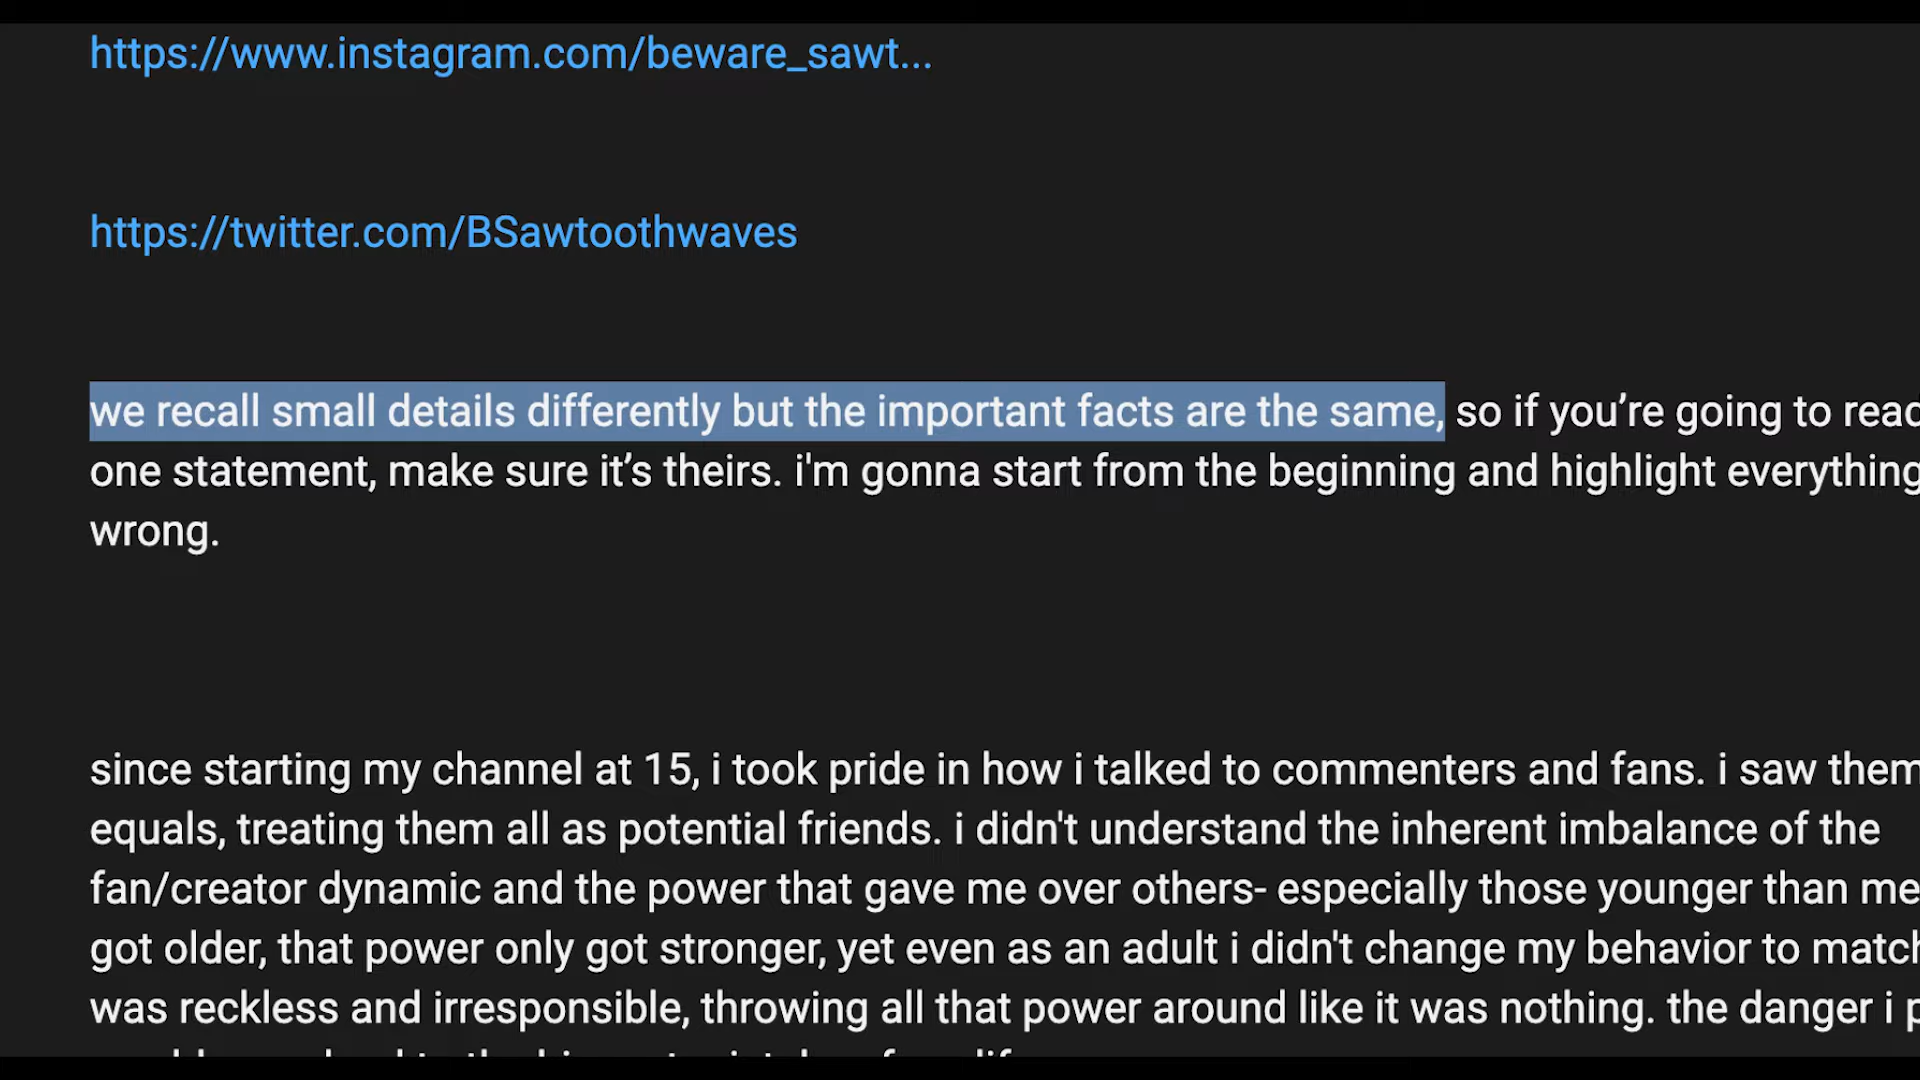 https://www.instagram.com/beware_sawt...
https://twitter.com/BSawtoothwaves
we recall small details differently but the important facts are the same, so if you’re going to
one statement, make sure it’s theirs. i'm gonna start from the beginning and highlight everything
wrong.
since starting my channel at 15, i took pride in how i talked to commenters and fans. i saw them
equals, treating them all as potential friends. i didn't understand the inherent imbalance of the
fan/creator dynamic and the power that gave me over others- especially those younger than me
got older, that power only got stronger, yet even as an adult i didn't change my behavior to match
was reckless and irresponsible, throwing all that power around like it was nothing. the danger i